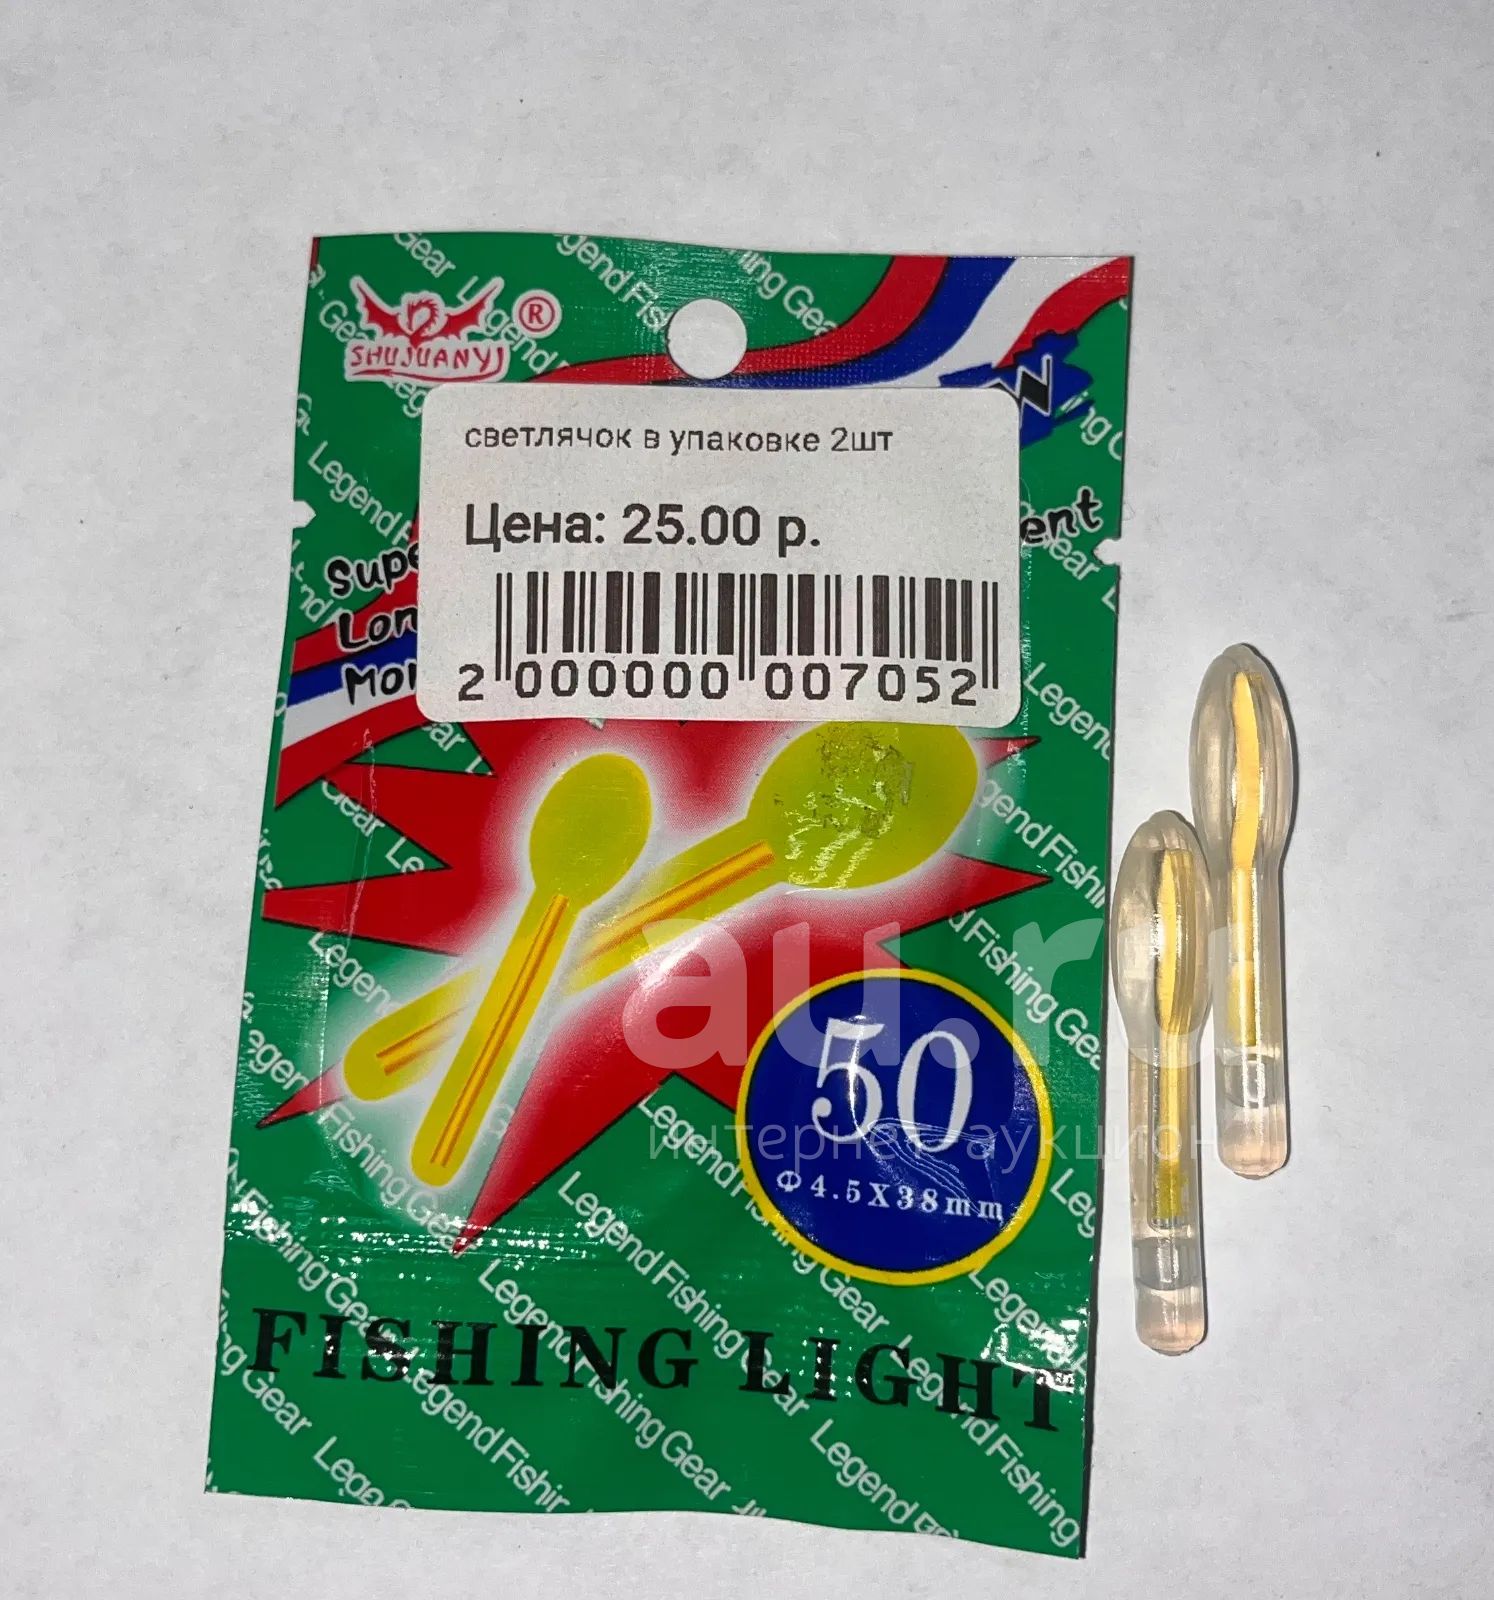 SHUJUANYI ®
светлячок в упаковке 2шт
Цена: 25.00 р.
2 000000 007052
au.ru
интернет-аукцион
50
Φ4.5X38mm
FISHING LIGHT
Legend Fishing Gear